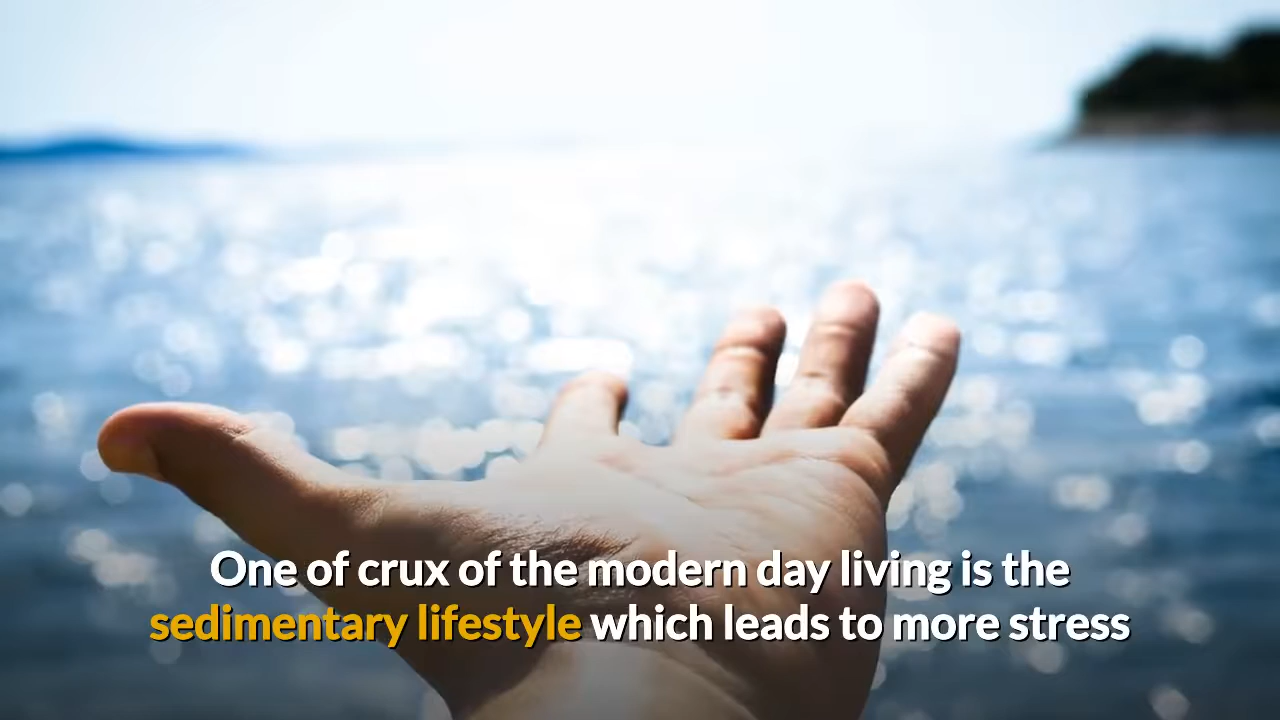 One of crux of the modern day living is the
sedimentary lifestyle which leads to more stress